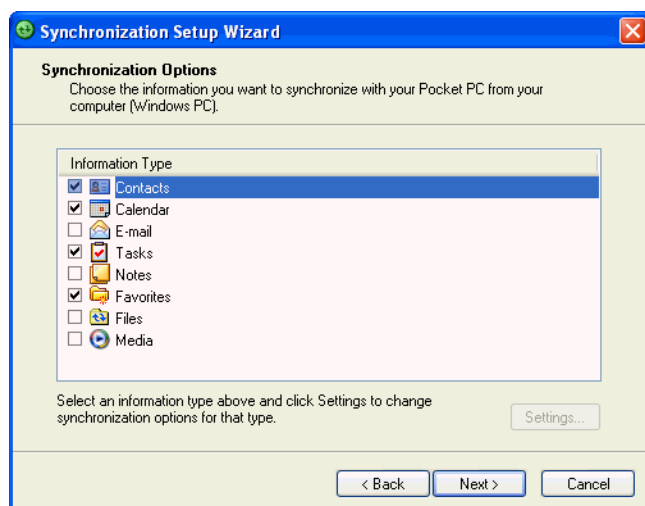 Synchronization Setup Wizard
Synchronization Options
Choose the information you want to synchronize with your Pocket PC from your
computer (Windows PC).
Information Type
Contacts
Calendar
E-mail
Tasks
Notes
Favorites
Files
Media
Select an information type above and click Settings to change
synchronization options for that type.
Settings...
< Back Next > Cancel